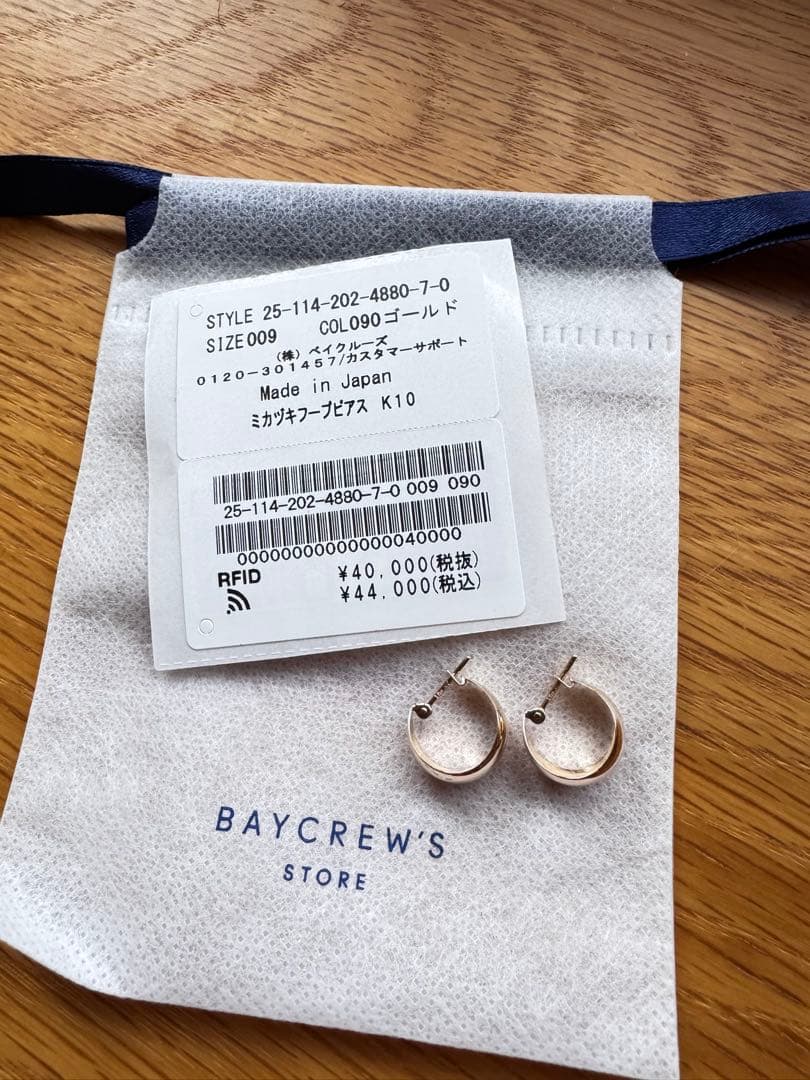 STYLE 25-114-202-4880-7-0
SIZE009 COL090ゴールド
(株) ベイクルーズ
0120-301457/カスタマーサポート
Made in Japan
ミカヅキフープピアス K10
25-114-202-4880-7-0 009 090
00000000000000040000
RFID
¥40,000(税抜)
¥44,000(税込)
BAYCREW'S
STORE